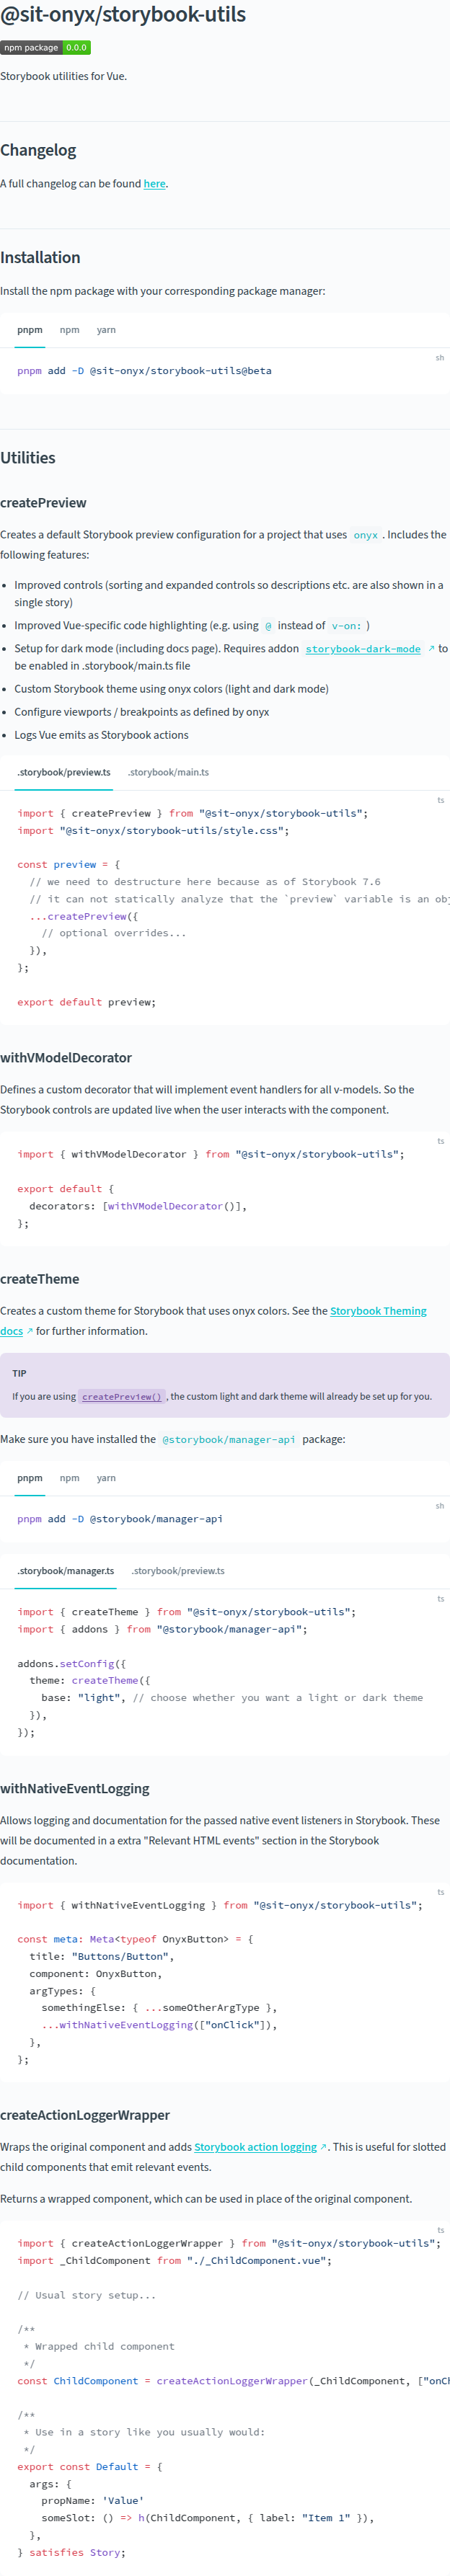 @sit-onyx/storybook-utils
npm package 0.0.0
Storybook utilities for Vue.
Changelog
A full changelog can be found here.
Installation
Install the npm package with your corresponding package manager:
pnpm npm yarn
sh
pnpm add -D @sit-onyx/storybook-utils@beta
Utilities
createPreview
Creates a default Storybook preview configuration for a project that uses onyx. Includes the
following features:
• Improved controls (sorting and expanded controls so descriptions etc. are also shown in a
single story)
• Improved Vue-specific code highlighting (e.g. using @ instead of v-on: )
• Setup for dark mode (including docs page). Requires addon storybook-dark-mode ↗ to
be enabled in .storybook/main.ts file
• Custom Storybook theme using onyx colors (light and dark mode)
• Configure viewports / breakpoints as defined by onyx
• Logs Vue emits as Storybook actions
.storybook/preview.ts .storybook/main.ts
ts
import { createPreview } from "@sit-onyx/storybook-utils";
import "@sit-onyx/storybook-utils/style.css";
const preview = {
// we need to destructure here because as of Storybook 7.6
// it can not statically analyze that the `preview` variable is an obj
...createPreview({
// optional overrides...
}),
};
export default preview;
withVModelDecorator
Defines a custom decorator that will implement event handlers for all v-models. So the
Storybook controls are updated live when the user interacts with the component.
ts
import { withVModelDecorator } from "@sit-onyx/storybook-utils";
export default {
decorators: [withVModelDecorator()],
};
createTheme
Creates a custom theme for Storybook that uses onyx colors. See the Storybook Theming
docs ↗ for further information.
TIP
If you are using createPreview() , the custom light and dark theme will already be set up for you.
Make sure you have installed the @storybook/manager-api package:
pnpm npm yarn
sh
pnpm add -D @storybook/manager-api
.storybook/manager.ts .storybook/preview.ts
ts
import { createTheme } from "@sit-onyx/storybook-utils";
import { addons } from "@storybook/manager-api";
addons.setConfig({
theme: createTheme({
base: "light", // choose whether you want a light or dark theme
}),
});
withNativeEventLogging
Allows logging and documentation for the passed native event listeners in Storybook. These
will be documented in a extra "Relevant HTML events" section in the Storybook
documentation.
ts
import { withNativeEventLogging } from "@sit-onyx/storybook-utils";
const meta: Meta<typeof OnyxButton> = {
title: "Buttons/Button",
component: OnyxButton,
argTypes: {
somethingElse: { ...someOtherArgType },
...withNativeEventLogging(["onClick"]),
},
};
createActionLoggerWrapper
Wraps the original component and adds Storybook action logging ↗. This is useful for slotted
child components that emit relevant events.
Returns a wrapped component, which can be used in place of the original component.
ts
import { createActionLoggerWrapper } from "@sit-onyx/storybook-utils";
import _ChildComponent from "./_ChildComponent.vue";
// Usual story setup...
/**
* Wrapped child component
*/
const ChildComponent = createActionLoggerWrapper(_ChildComponent, ["onCl
/**
* Use in a story like you usually would:
*/
export const Default = {
args: {
propName: 'Value'
someSlot: () => h(ChildComponent, { label: "Item 1" }),
},
} satisfies Story;